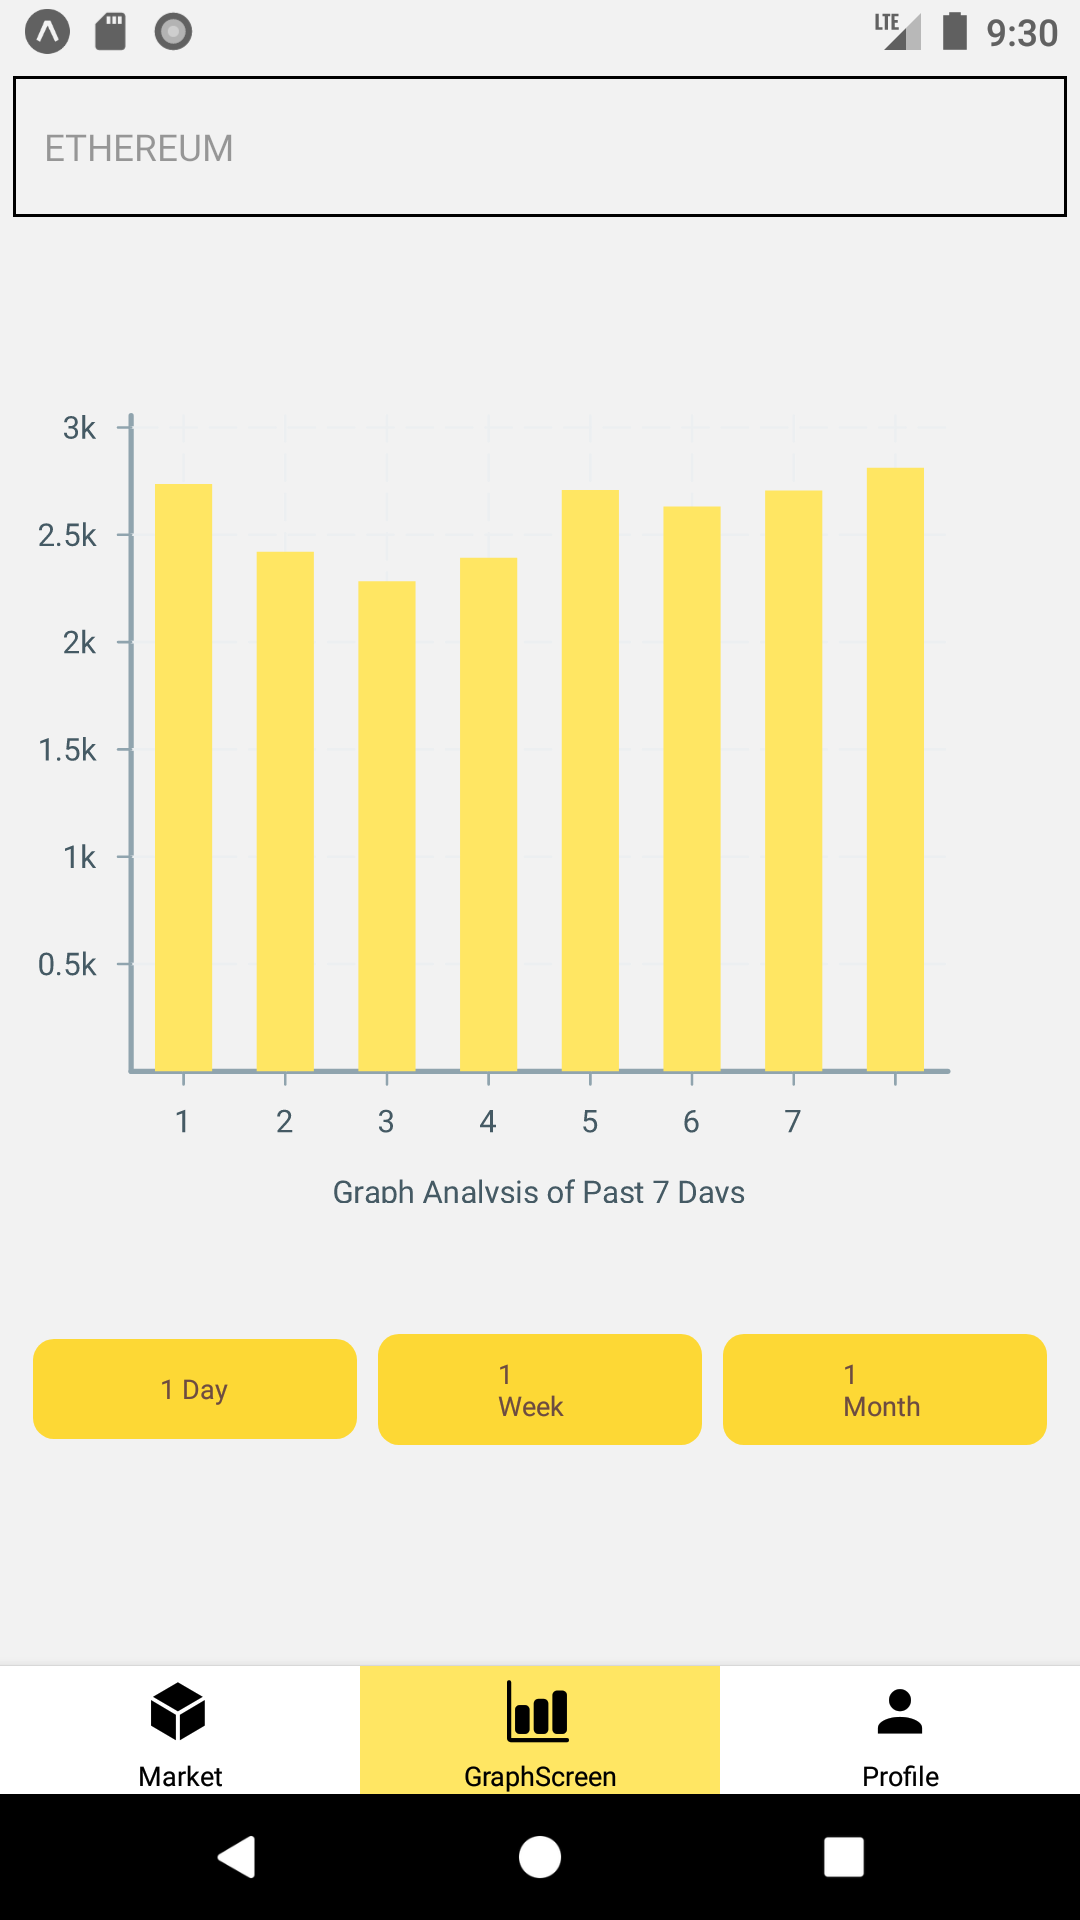 LTE 9:30
ETHEREUM
3k
2.5k
2k
1.5k
1k
0.5k
1 2 3 4 5 6 7
Graph Analysis of Past 7 Days
1 Day
1
Week
1
Month
Market GraphScreen Profile